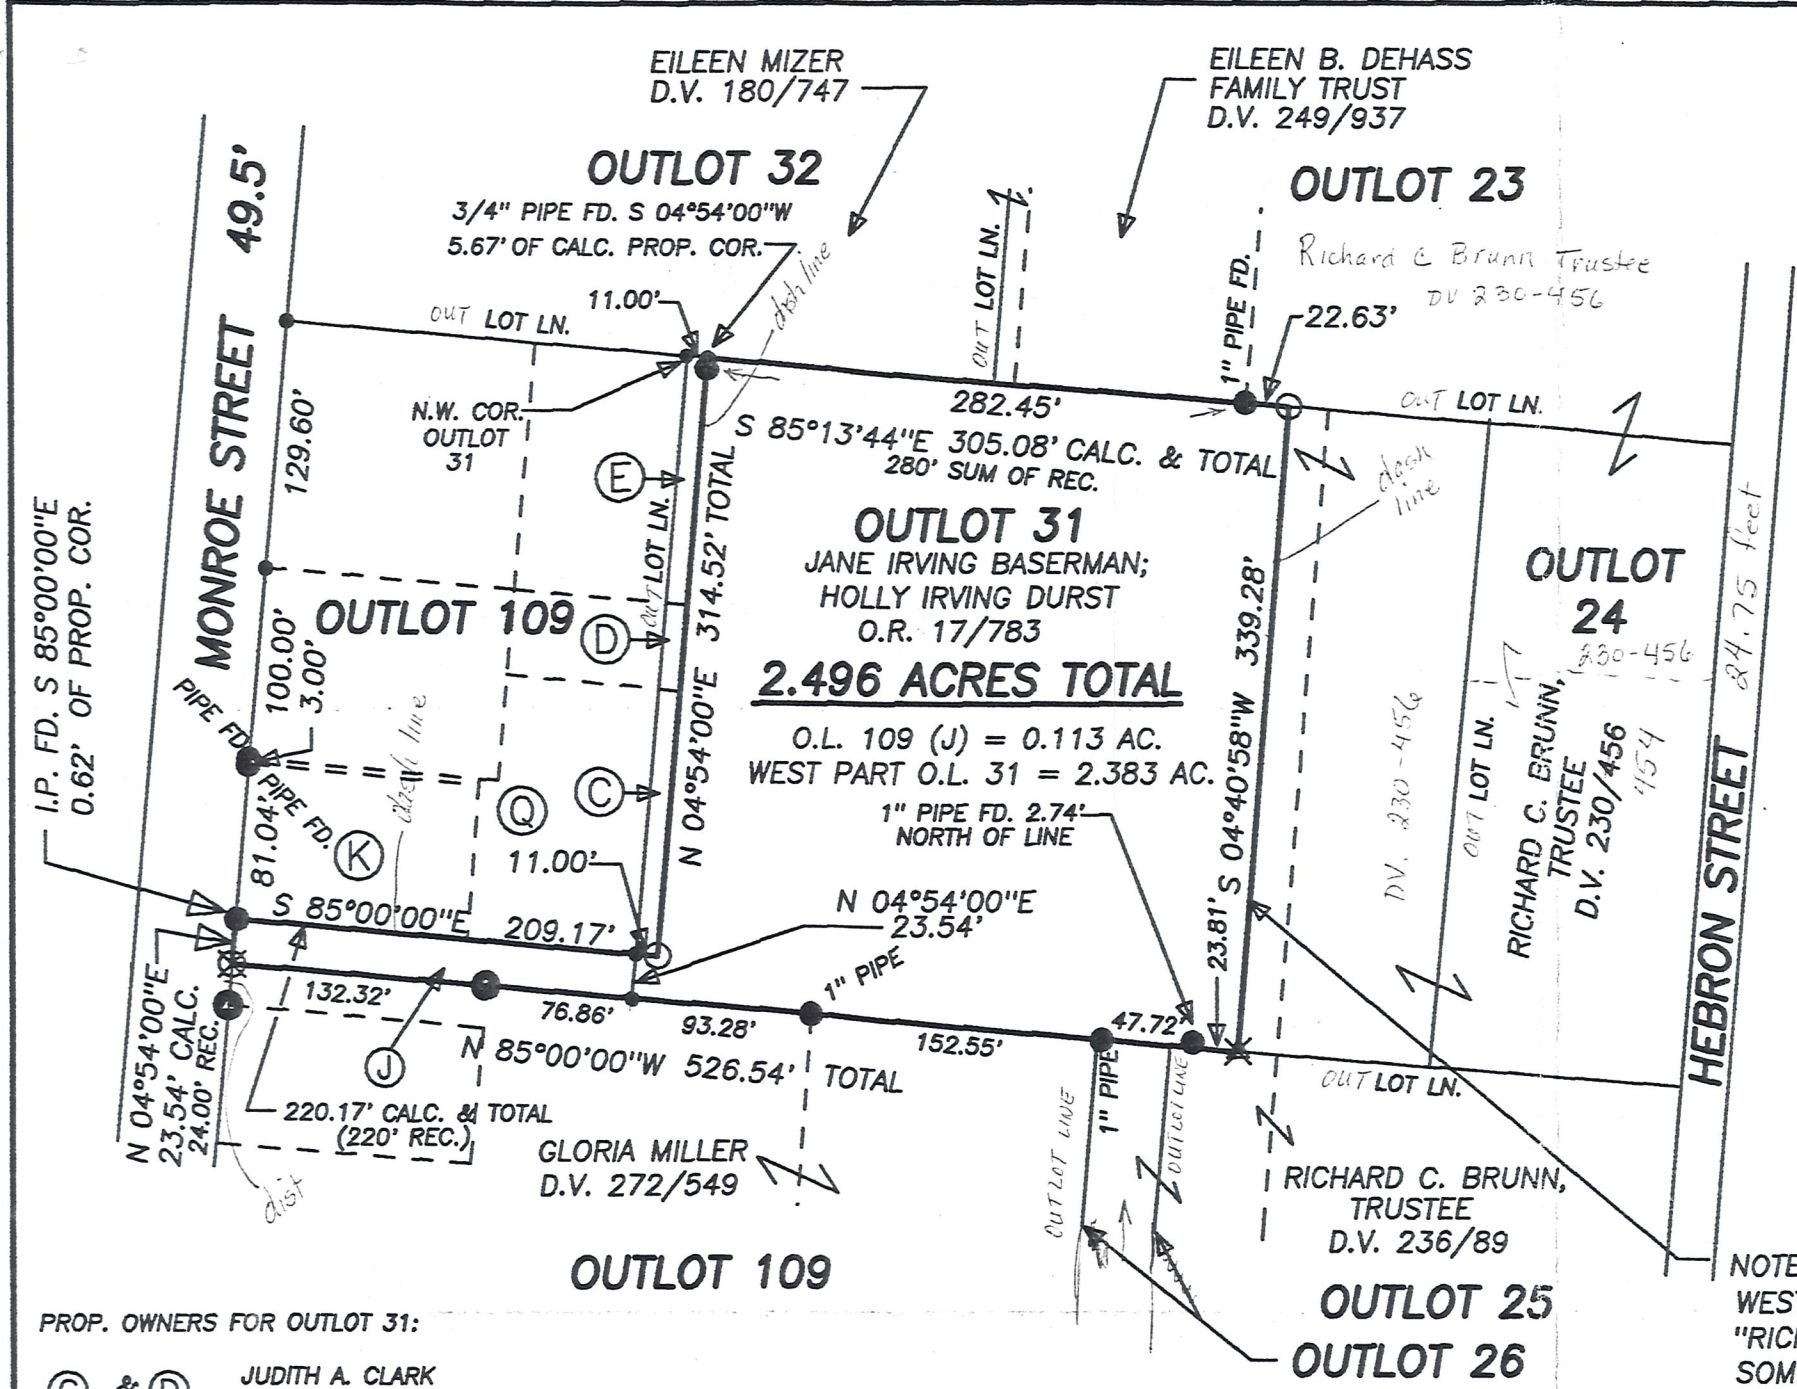 EILEEN MIZER
D.V. 180/747
EILEEN B. DEHASS
FAMILY TRUST
D.V. 249/937
OUTLOT 32
OUTLOT 23
3/4" PIPE FD. S 04°54'00"W
5.67' OF CALC. PROP. COR.
dash line
Richard C Brunn Trustee
DV 230-456
MONROE STREET 49.5'
11.00'
OUT LOT LN.
OUT LOT LN.
1" PIPE FD.
22.63'
OUT LOT LN.
129.60'
N.W. COR.
OUTLOT
31
282.45'
S 85°13'44"E 305.08' CALC. & TOTAL
280' SUM OF REC.
E
OUT LOT LN.
N 04°54'00"E 314.52' TOTAL
dash
line
I.P. FD. S 85°00'00"E
0.62' OF PROP. COR.
OUTLOT 31
JANE IRVING BASERMAN;
HOLLY IRVING DURST
O.R. 17/783
2.496 ACRES TOTAL
O.L. 109 (J) = 0.113 AC.
WEST PART O.L. 31 = 2.383 AC.
OUTLOT
24
230-456
24.75 feet
OUTLOT 109
D
100.00'
3.00'
PIPE FD.
PIPE FD.
dash line
S 04°40'58"W 339.28'
DV. 230-456
OUT LOT LN.
RICHARD C. BRUNN,
TRUSTEE
D.V. 230/456
454
HEBRON STREET
C
Q
K
81.04'
1" PIPE FD. 2.74'
NORTH OF LINE
11.00'
S 85°00'00"E
209.17'
N 04°54'00"E
23.54'
1" PIPE
23.81'
N 04°54'00"E
23.54' CALC.
24.00' REC.
132.32'
76.86'
93.28'
152.55'
47.72'
J
N 85°00'00"W 526.54' TOTAL
OUT LOT LN.
220.17' CALC. & TOTAL
(220' REC.)
1" PIPE
OUTLOT LINE
OUTLOT LINE
dist
GLORIA MILLER
D.V. 272/549
RICHARD C. BRUNN,
TRUSTEE
D.V. 236/89
OUTLOT 109
OUTLOT 25
OUTLOT 26
NOTE
WEST
"RICH
SOM
PROP. OWNERS FOR OUTLOT 31:
C & D JUDITH A. CLARK